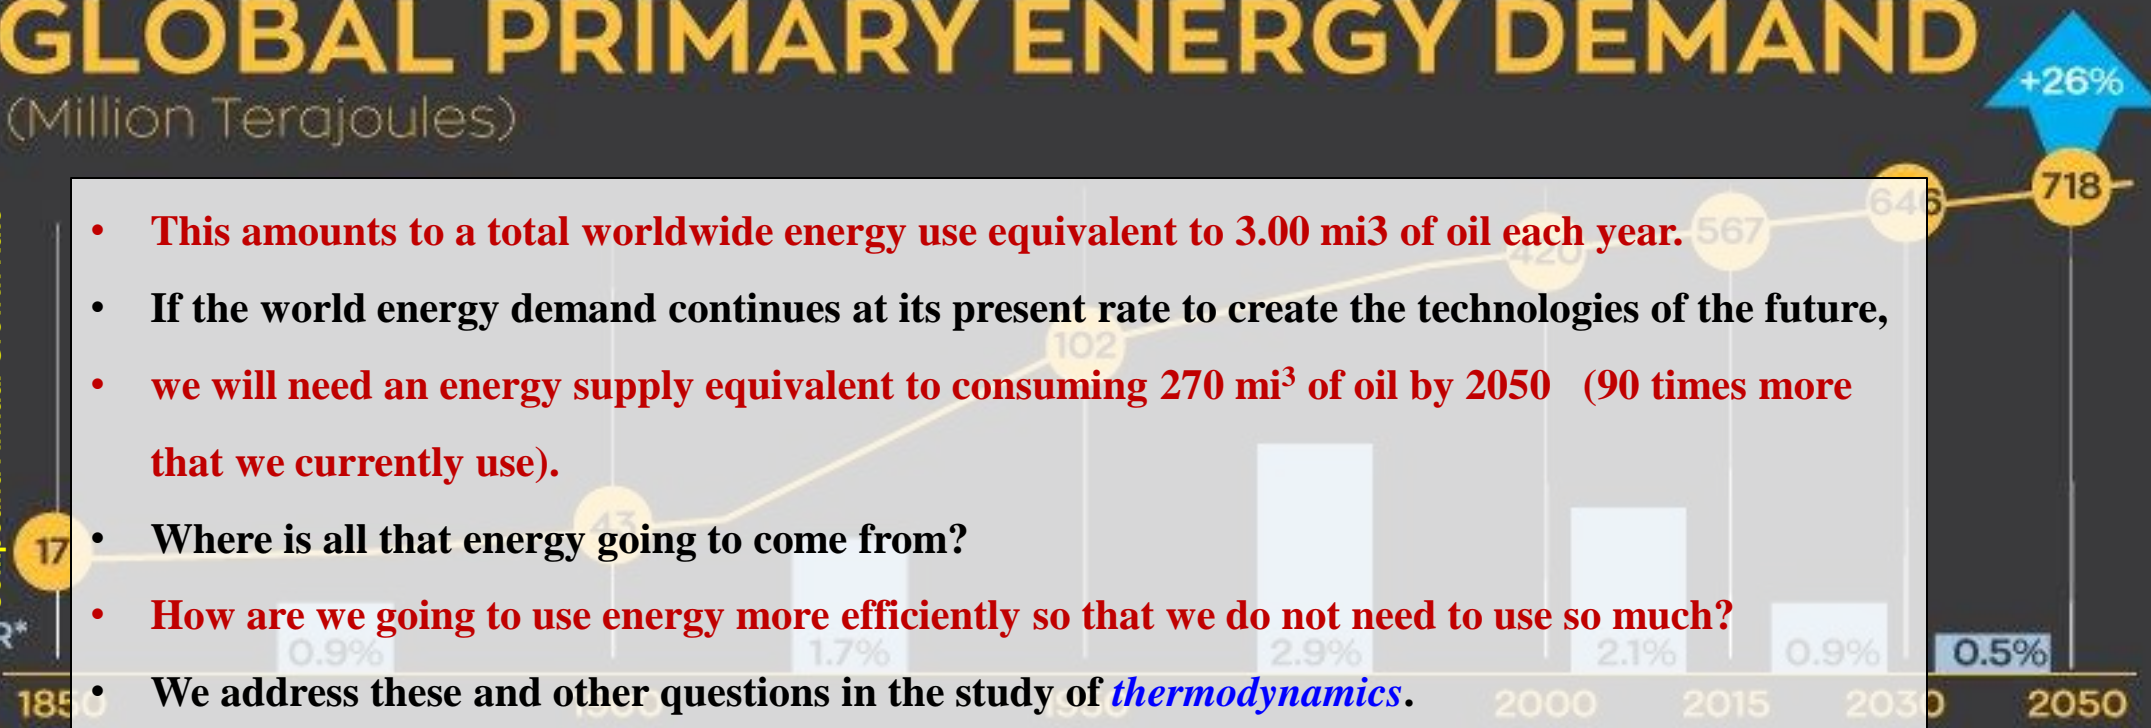 GLOBAL PRIMARY ENERGY DEMAND
+26%
(Million Terajoules)
718
646
• This amounts to a total worldwide energy use equivalent to 3.00 mi3 of oil each year.
567
420
• If the world energy demand continues at its present rate to create the technologies of the future,
102
• we will need an energy supply equivalent to consuming 270 mi³ of oil by 2050 (90 times more
that we currently use).
43
17
• Where is all that energy going to come from?
• How are we going to use energy more efficiently so that we do not need to use so much?
R*
0.9% 1.7% 2.9% 2.1% 0.9% 0.5%
• We address these and other questions in the study of thermodynamics.
1850 2000 2015 2030 2050